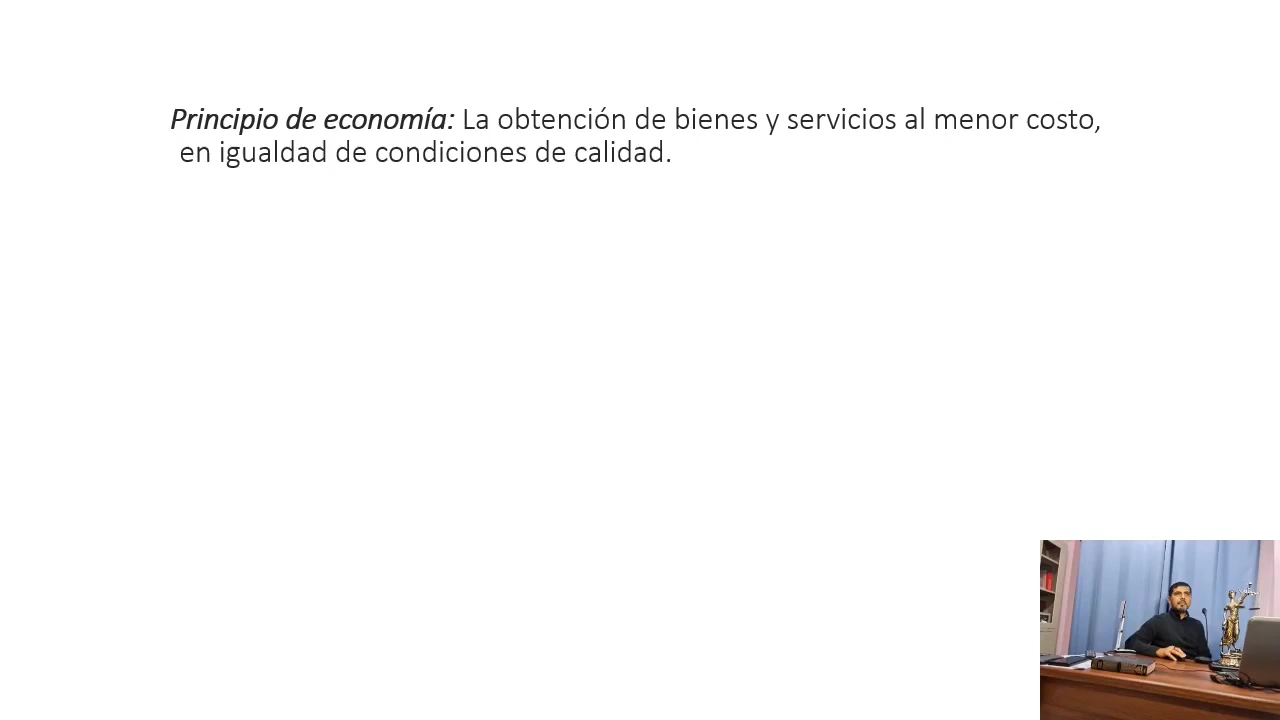 Principio de economía: La obtención de bienes y servicios al menor costo,
en igualdad de condiciones de calidad.